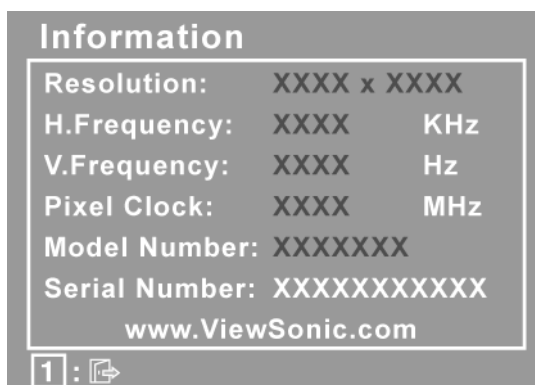 Information
Resolution: XXXX x XXXX
H.Frequency: XXXX KHz
V.Frequency: XXXX Hz
Pixel Clock: XXXX MHz
Model Number: XXXXXXX
Serial Number: XXXXXXXXXXX
www.ViewSonic.com
1 :